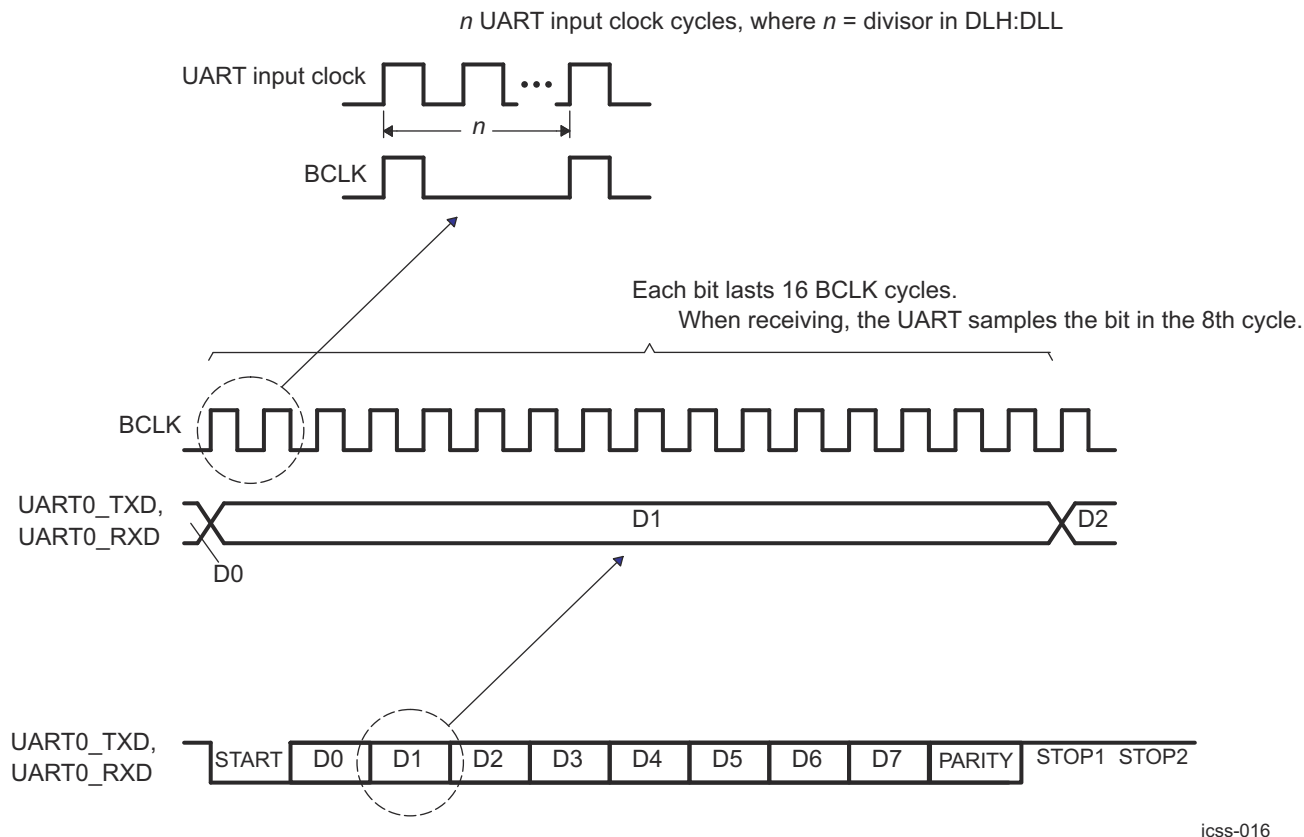 n UART input clock cycles, where n = divisor in DLH:DLL
UART input clock
n
BCLK
Each bit lasts 16 BCLK cycles.
When receiving, the UART samples the bit in the 8th cycle.
BCLK
UART0_TXD,
UART0_RXD
D1
D2
D0
UART0_TXD,
UART0_RXD
START D0 D1 D2 D3 D4 D5 D6 D7 PARITY STOP1 STOP2
icss-016